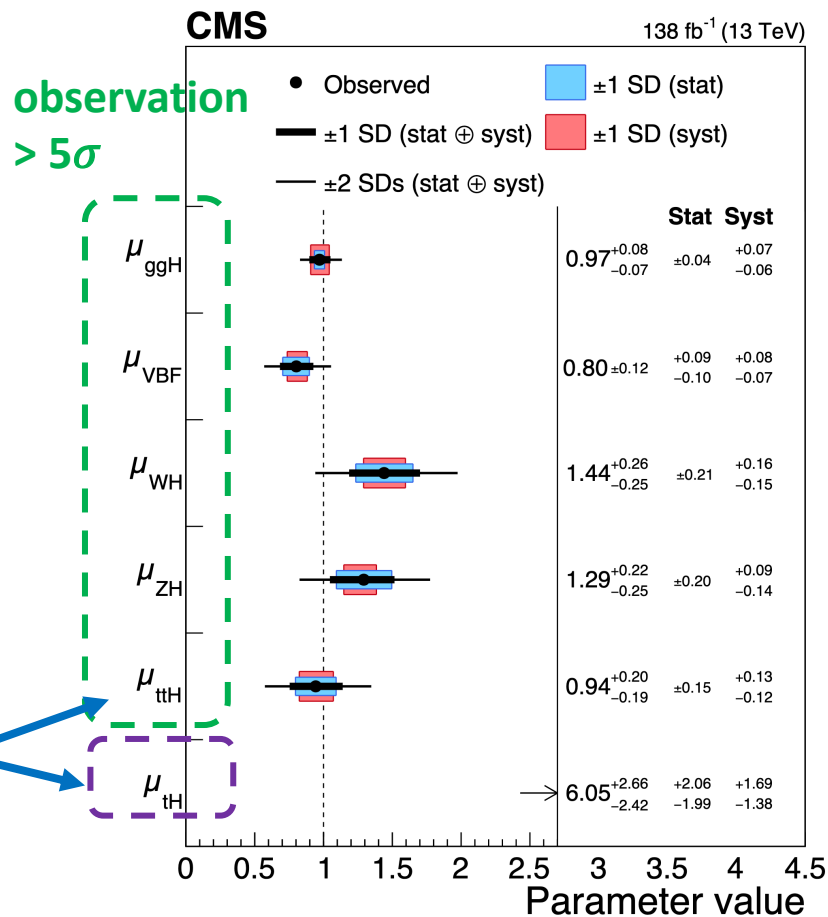 CMS 138 fb⁻¹ (13 TeV)
observation
> 5σ
Observed ±1 SD (stat)
±1 SD (stat ⊕ syst) ±1 SD (syst)
±2 SDs (stat ⊕ syst)
Stat Syst
μ_ggH 0.97 +0.08 −0.07 ±0.04 +0.07 −0.06
μ_VBF 0.80 ±0.12 +0.09 −0.10 +0.08 −0.07
μ_WH 1.44 +0.26 −0.25 ±0.21 +0.16 −0.15
μ_ZH 1.29 +0.22 −0.25 ±0.20 +0.09 −0.14
μ_ttH 0.94 +0.20 −0.19 ±0.15 +0.13 −0.12
μ_tH 6.05 +2.66 −2.42 +2.06 −1.99 +1.69 −1.38
0 0.5 1 1.5 2 2.5 3 3.5 4 4.5
Parameter value